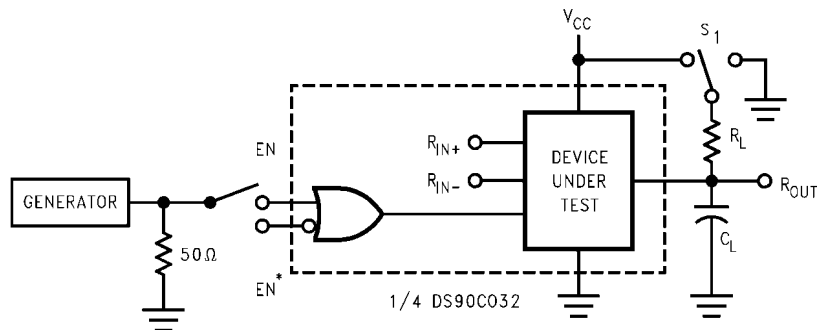 V_CC
S_1
EN
R_IN+
R_IN-
DEVICE
UNDER
TEST
R_L
GENERATOR
R_OUT
50Ω
C_L
EN*
1/4 DS90C032